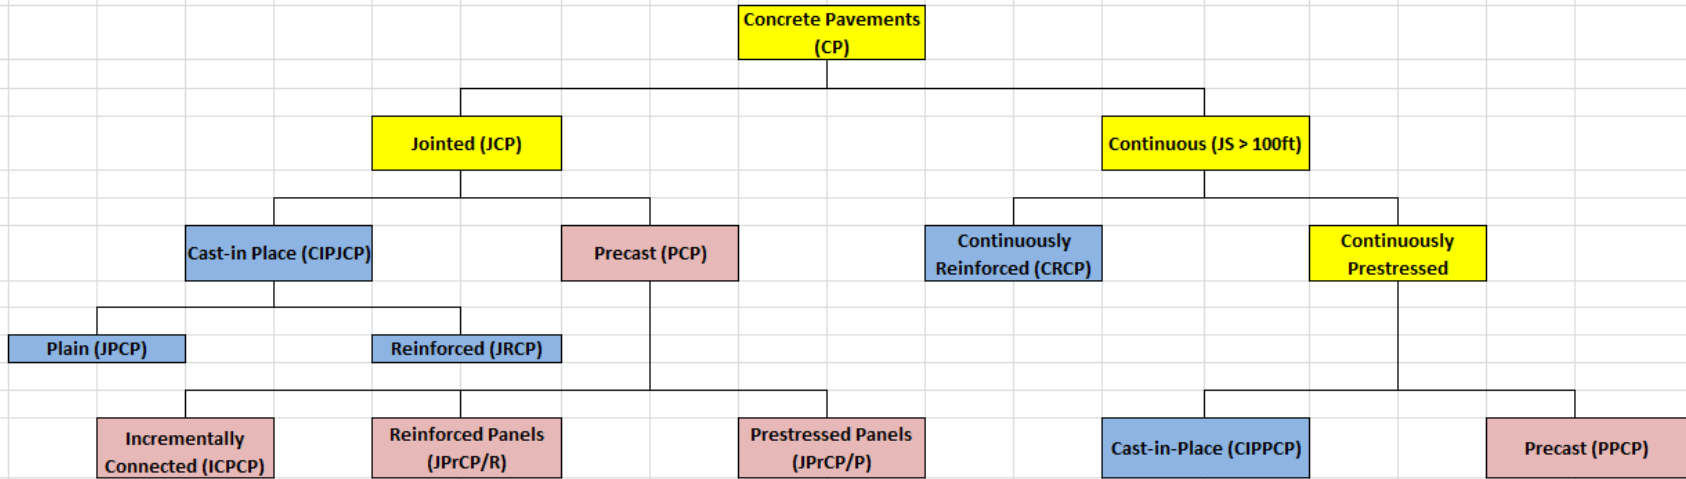 Concrete Pavements
(CP)
Jointed (JCP)
Continuous (JS > 100ft)
Cast-in Place (CIPJCP)
Precast (PCP)
Continuously
Reinforced (CRCP)
Continuously
Prestressed
Plain (JPCP)
Reinforced (JRCP)
Incrementally
Connected (ICPCP)
Reinforced Panels
(JPrCP/R)
Prestressed Panels
(JPrCP/P)
Cast-in-Place (CIPPCP)
Precast (PPCP)